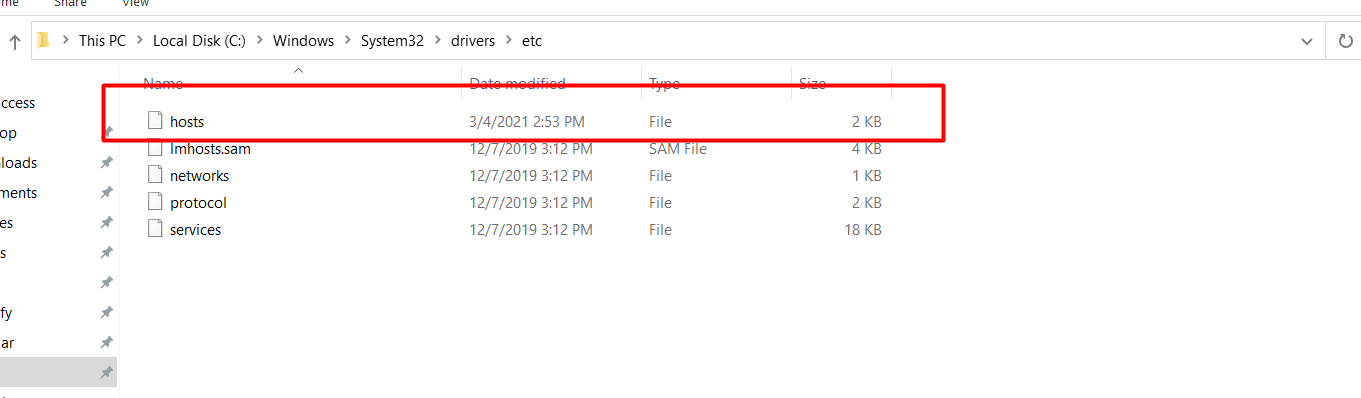 Share View
This PC Local Disk (C:) Windows System32 drivers etc
Name Date modified Type Size
hosts 3/4/2021 2:53 PM File 2 KB
lmhosts.sam 12/7/2019 3:12 PM SAM File 4 KB
networks 12/7/2019 3:12 PM File 1 KB
protocol 12/7/2019 3:12 PM File 2 KB
services 12/7/2019 3:12 PM File 18 KB
ccess
op
nloads
ments
es
s
fy
ar